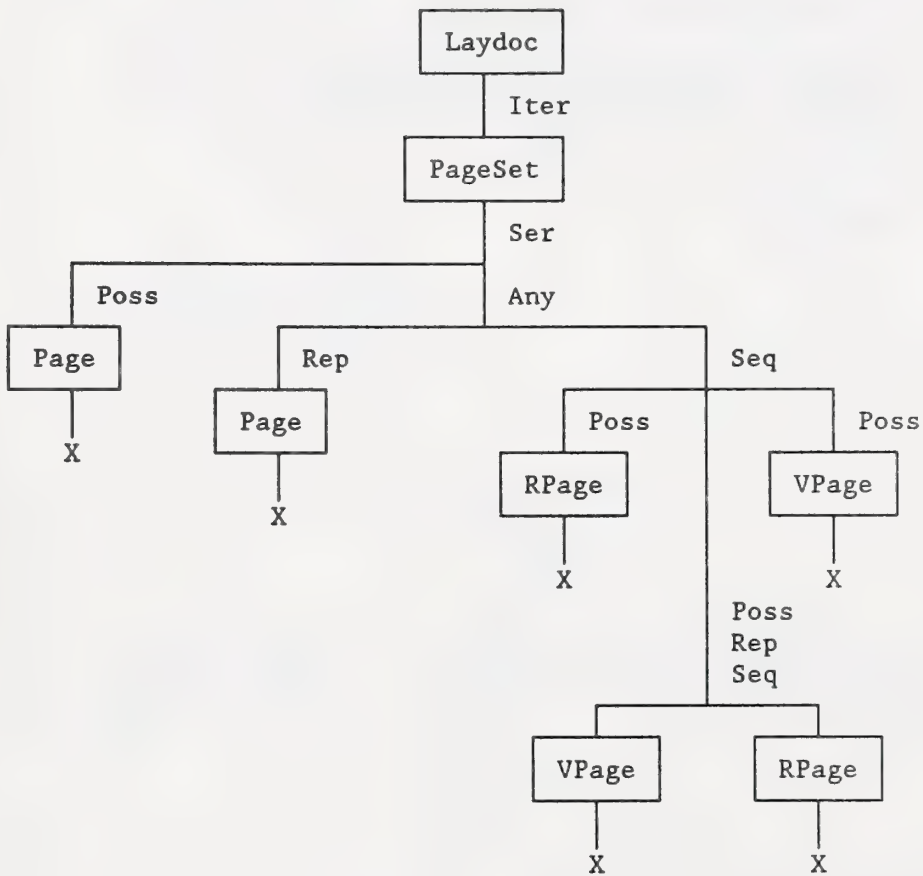 Laydoc
Iter
PageSet
Ser
Poss
Any
Page
Rep
Seq
Page
Poss
Poss
RPage
VPage
X
X
X
X
Poss
Rep
Seq
VPage
RPage
X
X